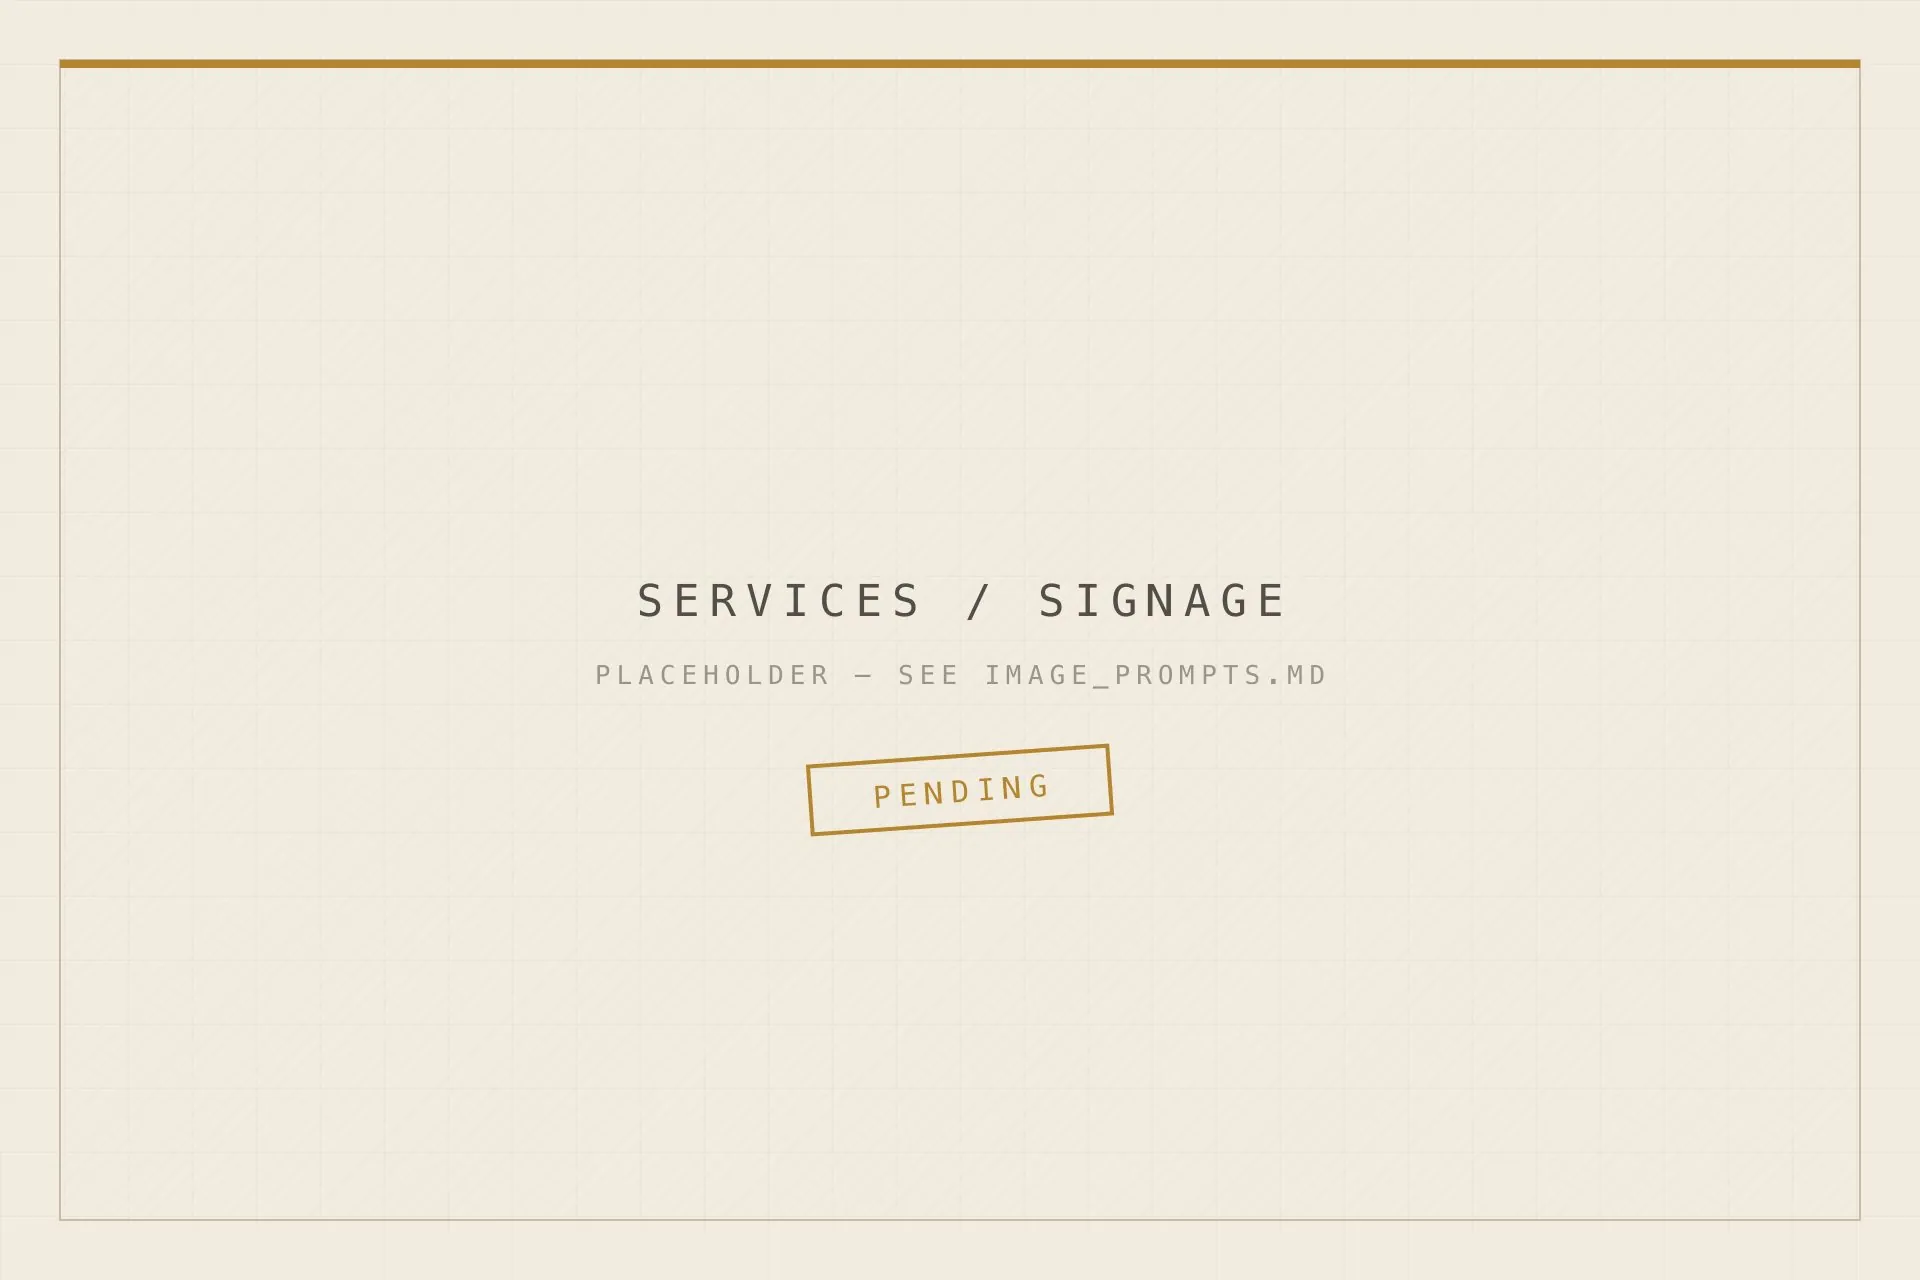 SERVICES / SIGNAGE
PLACEHOLDER — SEE IMAGE_PROMPTS.MD
PENDING